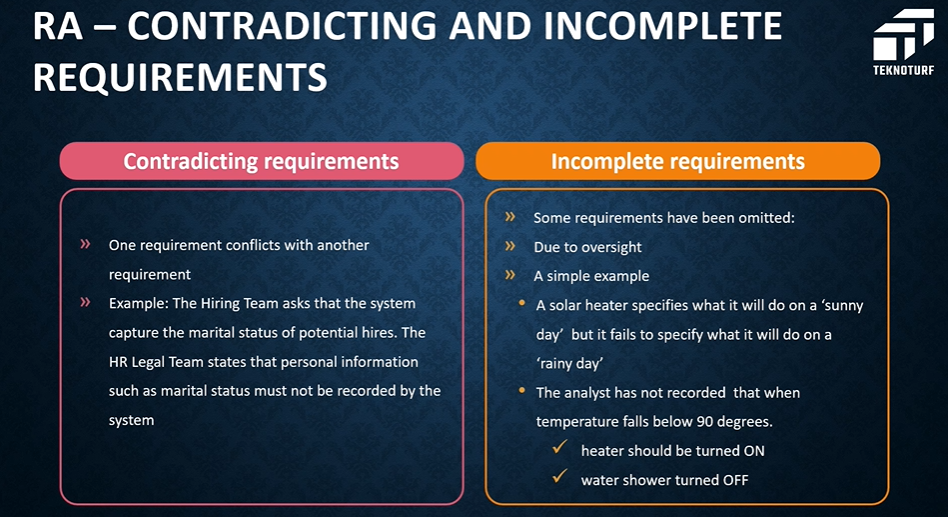 RA – CONTRADICTING AND INCOMPLETE
REQUIREMENTS
TEKNOTURF
Contradicting requirements
» One requirement conflicts with another
requirement
» Example: The Hiring Team asks that the system
capture the marital status of potential hires. The
HR Legal Team states that personal information
such as marital status must not be recorded by the
system
Incomplete requirements
» Some requirements have been omitted:
» Due to oversight
» A simple example
• A solar heater specifies what it will do on a ‘sunny
day’ but it fails to specify what it will do on a
‘rainy day’
• The analyst has not recorded that when
temperature falls below 90 degrees.
✓ heater should be turned ON
✓ water shower turned OFF